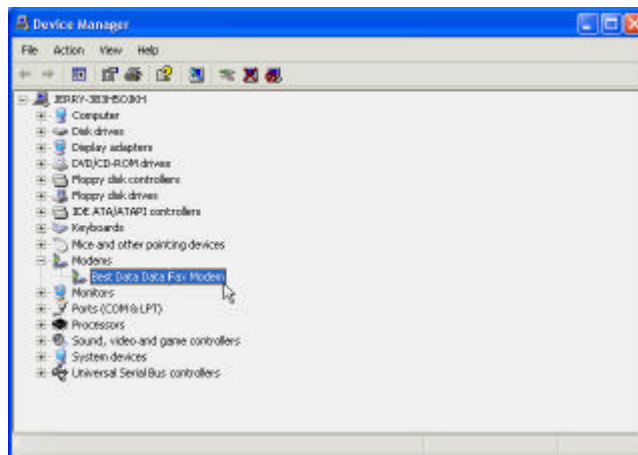 Device Manager
File Action View Help
Computer
Disk drives
Display adapters
DVD/CD-ROM drives
Floppy disk controllers
Floppy disk drives
IDE ATA/ATAPI controllers
Keyboards
Mice and other pointing devices
Modems
Best Data Data Fax Modem
Monitors
Ports (COM & LPT)
Processors
Sound, video and game controllers
System devices
Universal Serial Bus controllers